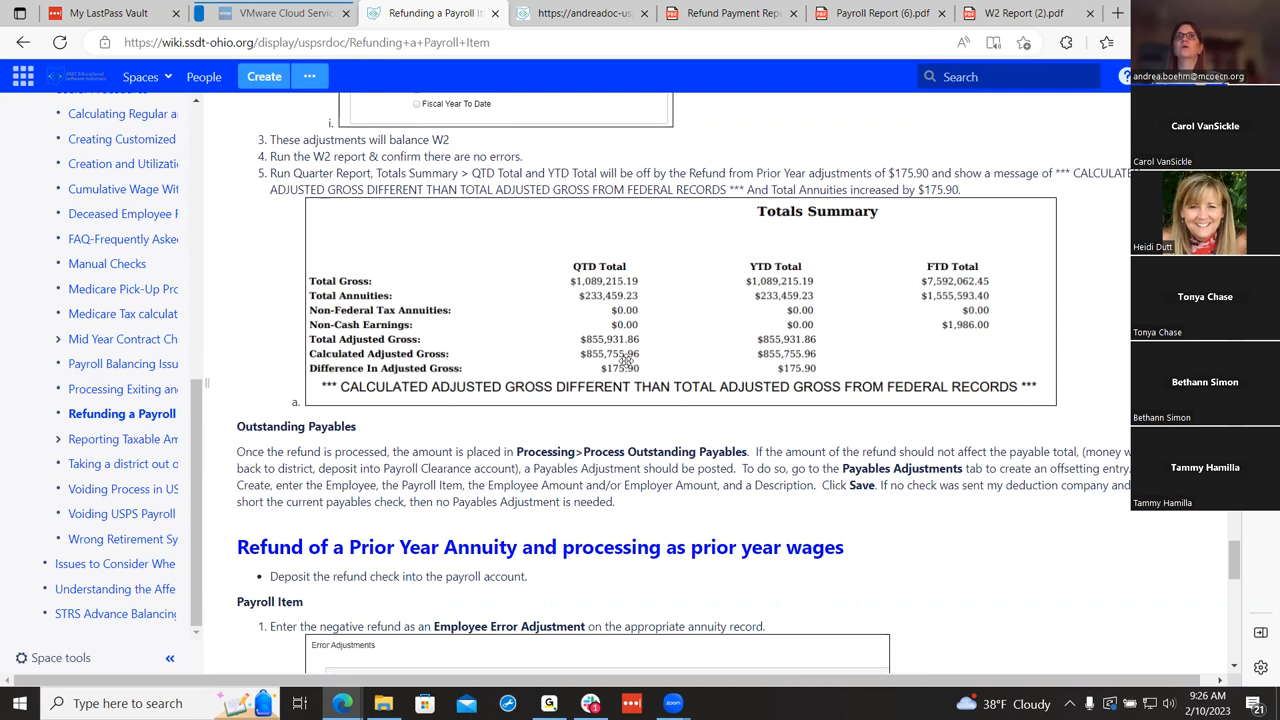 My LastPass Vault
VMware Cloud Servic
Refunding a Payroll It
https://andreadoc-us
Refund Payment Rep
Payroll Report (6).pdf
W2 Report (2).pdf
https://wiki.ssdt-ohio.org/display/uspsrdoc/Refunding+a+Payroll+Item
Spaces
People
Create
Search
Calculating Regular a
Creating Customized
Creation and Utilizati
Cumulative Wage Wit
Deceased Employee F
FAQ-Frequently Aske
Manual Checks
Medicare Pick-Up Pro
Medicare Tax calculat
Mid Year Contract Ch
Payroll Balancing Issu
Processing Exiting an
Refunding a Payroll
Reporting Taxable Am
Taking a district out o
Voiding Process in US
Voiding USPS Payroll
Wrong Retirement Sy
Issues to Consider Whe
Understanding the Affe
STRS Advance Balancing
Space tools
Fiscal Year To Date
i.
3. These adjustments will balance W2
4. Run the W2 report & confirm there are no errors.
5. Run Quarter Report, Totals Summary > QTD Total and YTD Total will be off by the Refund from Prior Year adjustments of $175.90 and show a message of *** CALCULATE
ADJUSTED GROSS DIFFERENT THAN TOTAL ADJUSTED GROSS FROM FEDERAL RECORDS *** And Total Annuities increased by $175.90.
Totals Summary
QTD Total YTD Total FTD Total
Total Gross: $1,089,215.19 $1,089,215.19 $7,592,062.45
Total Annuities: $233,459.23 $233,459.23 $1,555,593.40
Non-Federal Tax Annuities: $0.00 $0.00 $0.00
Non-Cash Earnings: $0.00 $0.00 $1,986.00
Total Adjusted Gross: $855,931.86 $855,931.86
Calculated Adjusted Gross: $855,755.96 $855,755.96
Difference In Adjusted Gross: $175.90 $175.90
*** CALCULATED ADJUSTED GROSS DIFFERENT THAN TOTAL ADJUSTED GROSS FROM FEDERAL RECORDS ***
a.
Outstanding Payables
Once the refund is processed, the amount is placed in Processing>Process Outstanding Payables. If the amount of the refund should not affect the payable total, (money w
back to district, deposit into Payroll Clearance account), a Payables Adjustment should be posted. To do so, go to the Payables Adjustments tab to create an offsetting entry.
Create, enter the Employee, the Payroll Item, the Employee Amount and/or Employer Amount, and a Description. Click Save. If no check was sent my deduction company and
short the current payables check, then no Payables Adjustment is needed.
Refund of a Prior Year Annuity and processing as prior year wages
• Deposit the refund check into the payroll account.
Payroll Item
1. Enter the negative refund as an Employee Error Adjustment on the appropriate annuity record.
Error Adjustments
andrea.boehm@mcoecn.org
Carol VanSickle
Carol VanSickle
Heidi Dutt
Tonya Chase
Tonya Chase
Bethann Simon
Bethann Simon
Tammy Hamilla
Tammy Hamilla
Type here to search
38°F Cloudy
9:26 AM
2/10/2023
21